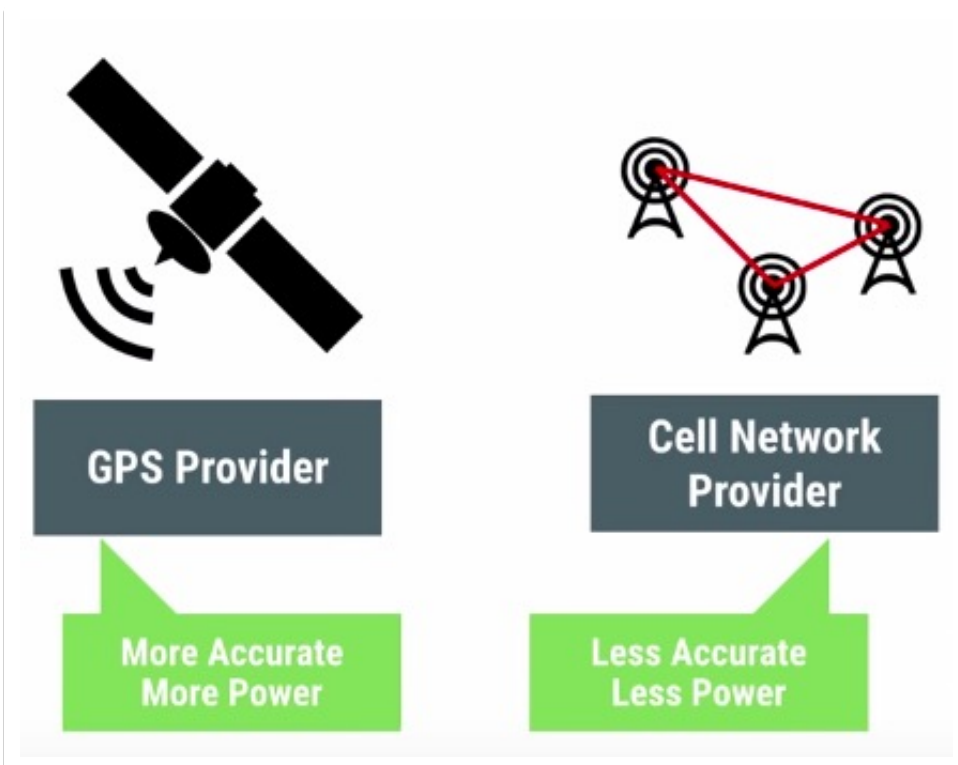 GPS Provider
Cell Network
Provider
More Accurate
More Power
Less Accurate
Less Power